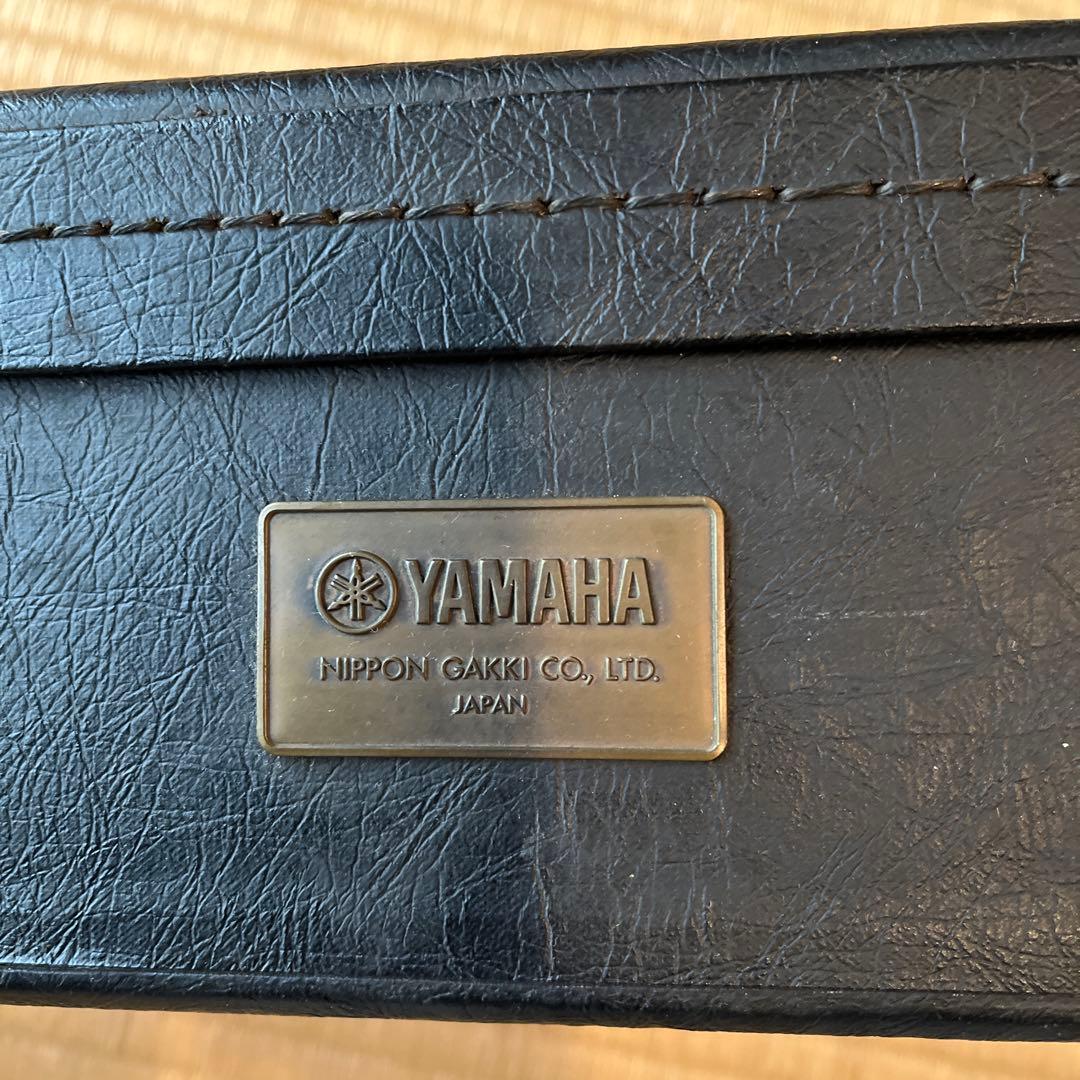 YAMAHA
NIPPON GAKKI CO., LTD.
JAPAN